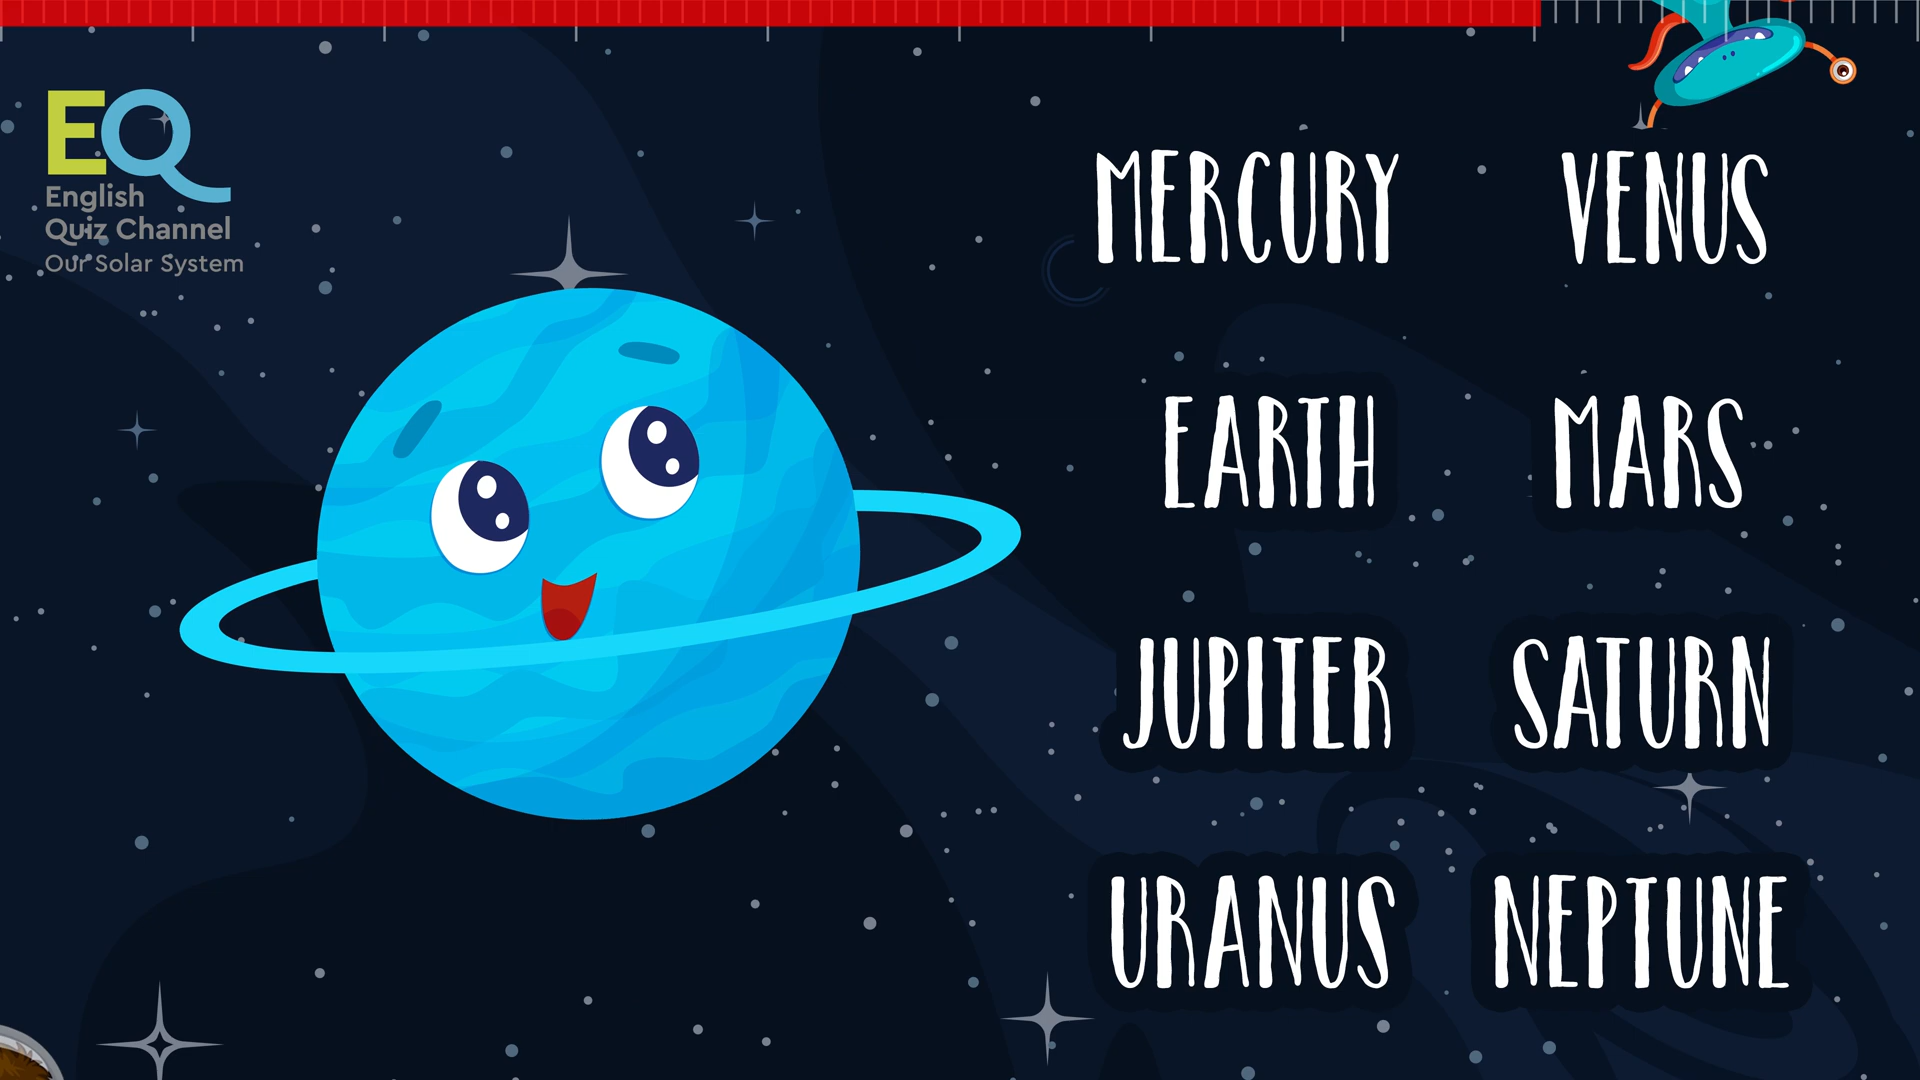 EQ
English
Quiz Channel
Our Solar System
MERCURY VENUS
EARTH MARS
JUPITER SATURN
URANUS NEPTUNE